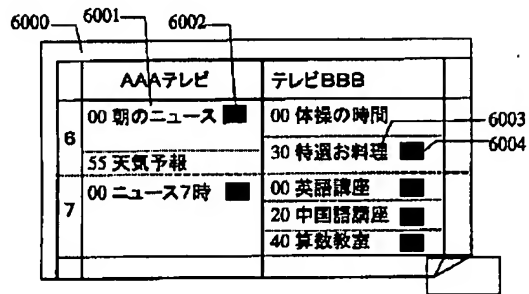 6000
6001
6002
AAAテレビ
テレビBBB
6
00 朝のニュース
00 体操の時間
30 特選お料理
6003
6004
55 天気予報
7
00 ニュース7時
00 英語講座
20 中国語講座
40 算数教室